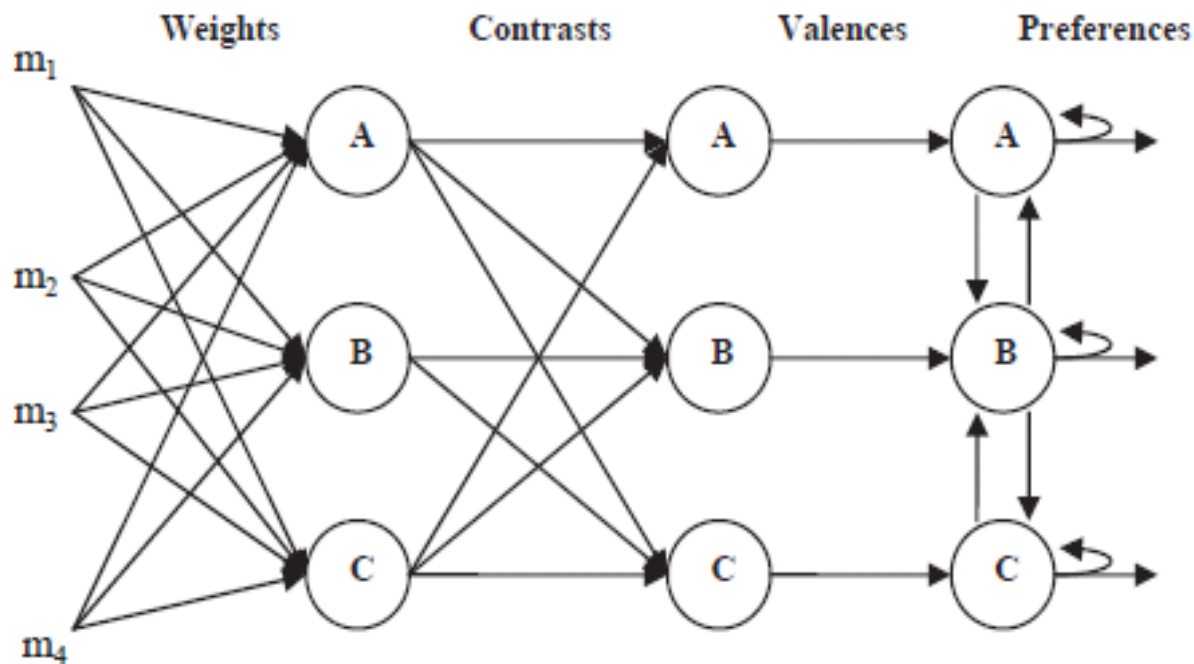 Weights Contrasts Valences Preferences
m₁
A A A
m₂
B B B
m₃
C C C
m₄